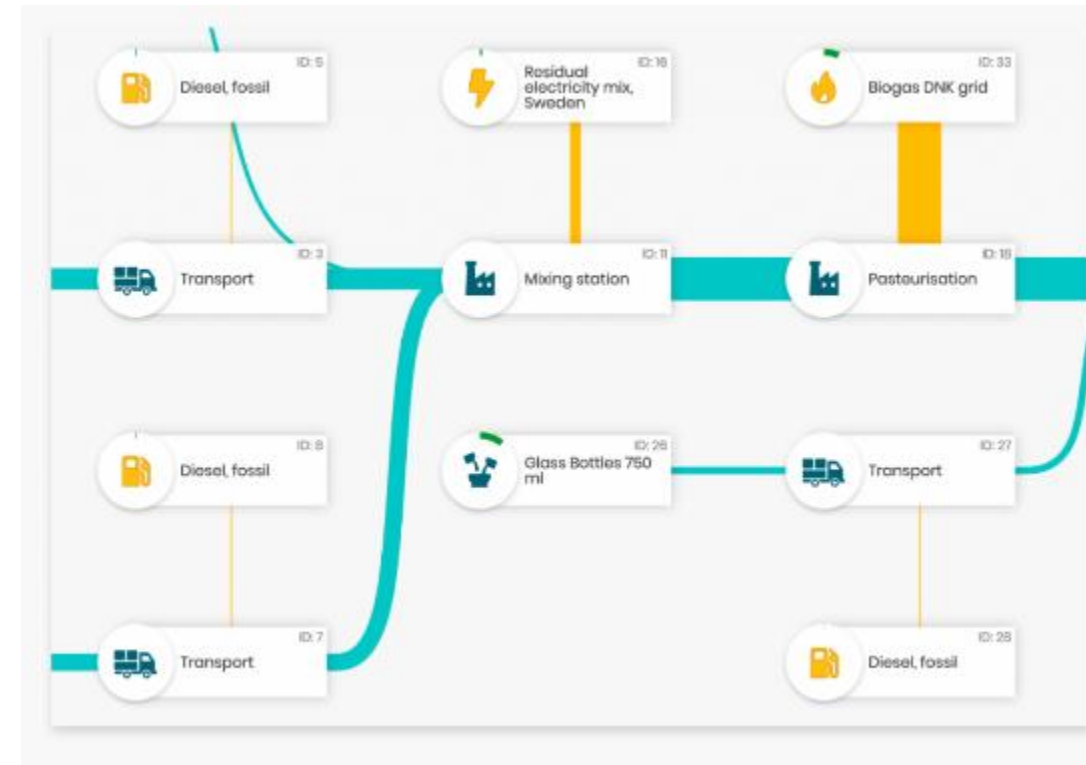 ID: 5
Diesel, fossil
ID: 16
Residual
electricity mix,
Sweden
ID: 33
Biogas DNK grid
ID: 3
Transport
ID: 11
Mixing station
ID: 18
Pasteurisation
ID: 8
Diesel, fossil
ID: 26
Glass Bottles 750
ml
ID: 27
Transport
ID: 7
Transport
ID: 28
Diesel, fossil